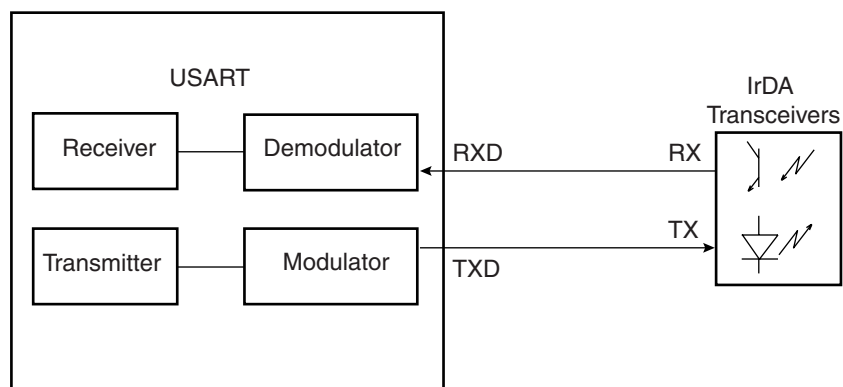 USART
IrDA
Transceivers
Receiver
Demodulator
RXD
RX
Transmitter
Modulator
TX
TXD